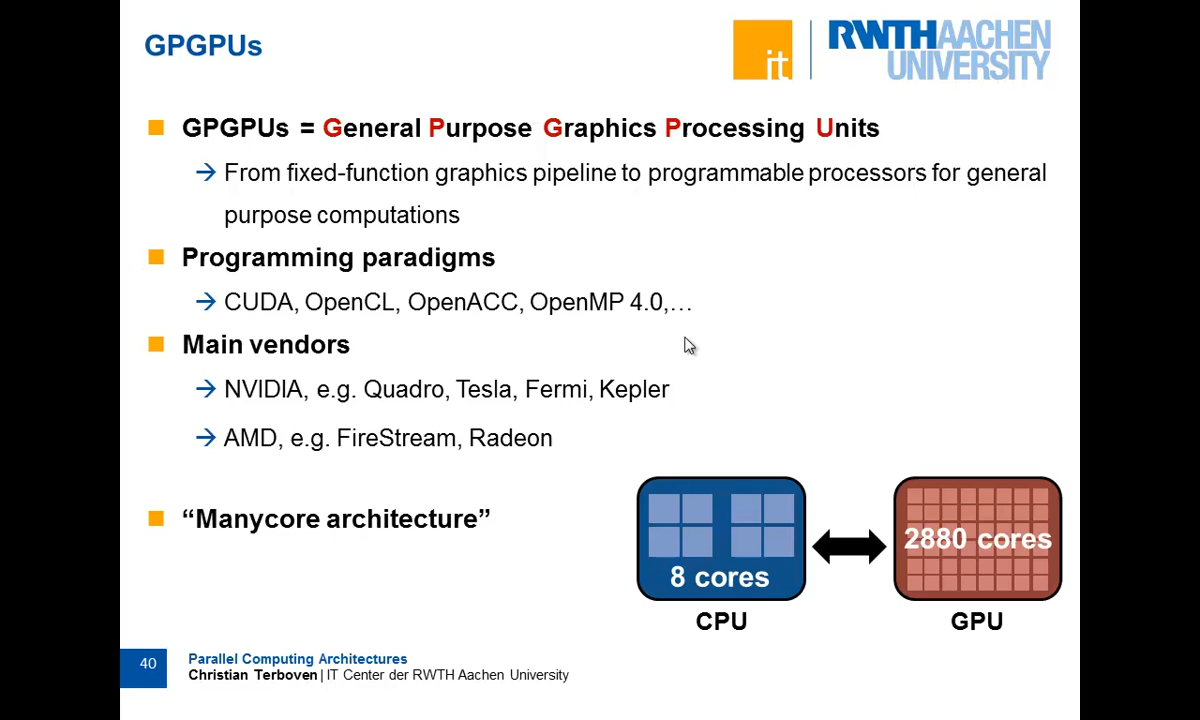 GPGPUs
it
RWTHAACHEN
UNIVERSITY
GPGPUs = General Purpose Graphics Processing Units
From fixed-function graphics pipeline to programmable processors for general
purpose computations
Programming paradigms
CUDA, OpenCL, OpenACC, OpenMP 4.0,…
Main vendors
NVIDIA, e.g. Quadro, Tesla, Fermi, Kepler
AMD, e.g. FireStream, Radeon
“Manycore architecture”
8 cores
2880 cores
CPU
GPU
40
Parallel Computing Architectures
Christian Terboven | IT Center der RWTH Aachen University